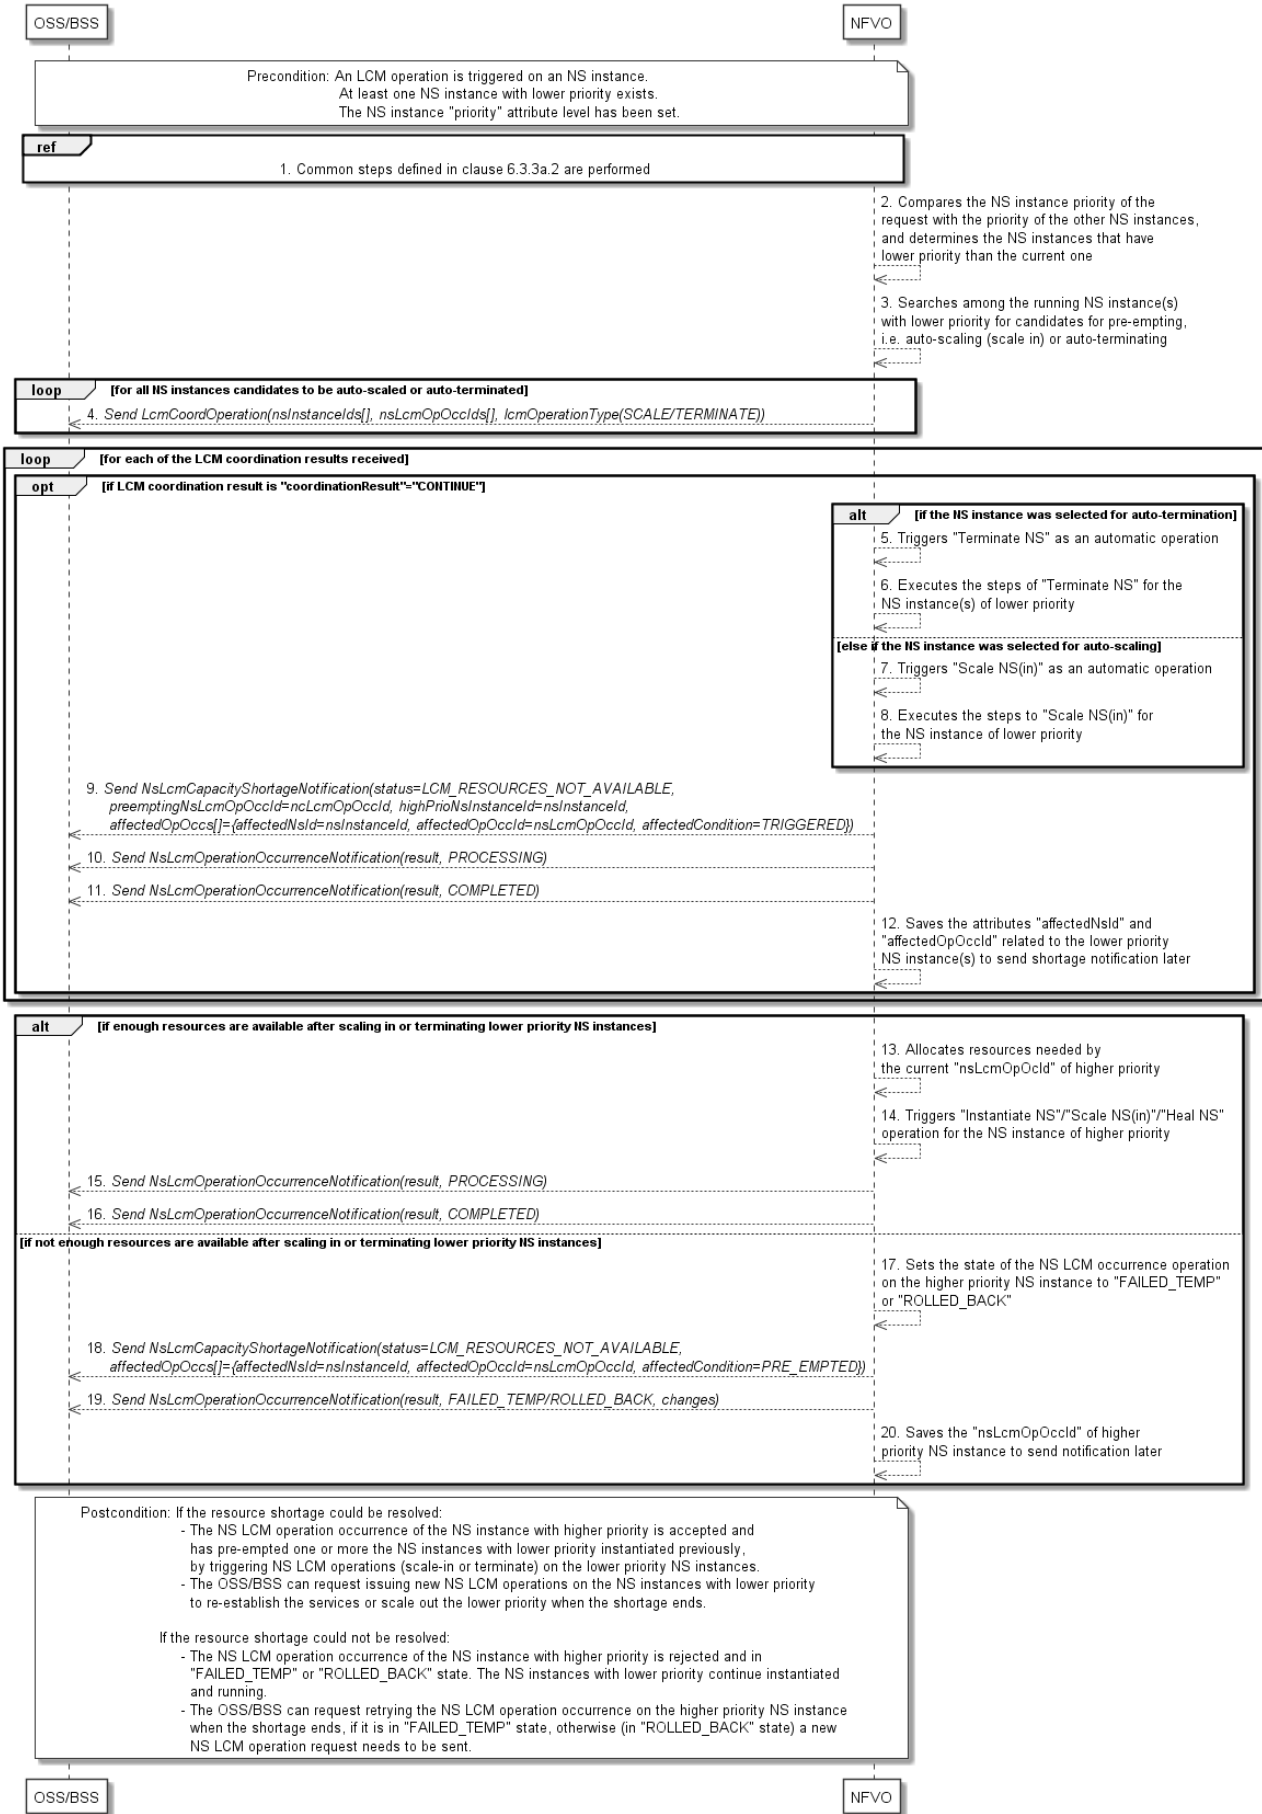 OSS/BSS
NFVO
Precondition: An LCM operation is triggered on an NS instance.
At least one NS instance with lower priority exists.
The NS instance "priority" attribute level has been set.
ref
1. Common steps defined in clause 6.3.3a.2 are performed
2. Compares the NS instance priority of the
request with the priority of the other NS instances,
and determines the NS instances that have
lower priority than the current one
3. Searches among the running NS instance(s)
with lower priority for candidates for pre-empting,
i.e. auto-scaling (scale in) or auto-terminating
loop [for all NS instances candidates to be auto-scaled or auto-terminated]
4. Send LcmCoordOperation(nsInstanceIds[], nsLcmOpOccIds[], lcmOperationType(SCALE/TERMINATE))
loop [for each of the LCM coordination results received]
opt [if LCM coordination result is "coordinationResult"="CONTINUE"]
alt [if the NS instance was selected for auto-termination]
5. Triggers "Terminate NS" as an automatic operation
6. Executes the steps of "Terminate NS" for the
NS instance(s) of lower priority
[else if the NS instance was selected for auto-scaling]
7. Triggers "Scale NS(in)" as an automatic operation
8. Executes the steps to "Scale NS(in)" for
the NS instance of lower priority
9. Send NsLcmCapacityShortageNotification(status=LCM_RESOURCES_NOT_AVAILABLE,
preemptingNsLcmOpOccId=ncLcmOpOccId, highPrioNsInstanceId=nsInstanceId,
affectedOpOccs[]={affectedNsId=nsInstanceId, affectedOpOccId=nsLcmOpOccId, affectedCondition=TRIGGERED})
10. Send NsLcmOperationOccurrenceNotification(result, PROCESSING)
11. Send NsLcmOperationOccurrenceNotification(result, COMPLETED)
12. Saves the attributes "affectedNsId" and
"affectedOpOccId" related to the lower priority
NS instance(s) to send shortage notification later
alt [if enough resources are available after scaling in or terminating lower priority NS instances]
13. Allocates resources needed by
the current "nsLcmOpOcId" of higher priority
14. Triggers "Instantiate NS"/"Scale NS(in)"/"Heal NS"
operation for the NS instance of higher priority
15. Send NsLcmOperationOccurrenceNotification(result, PROCESSING)
16. Send NsLcmOperationOccurrenceNotification(result, COMPLETED)
[if not enough resources are available after scaling in or terminating lower priority NS instances]
17. Sets the state of the NS LCM occurrence operation
on the higher priority NS instance to "FAILED_TEMP"
or "ROLLED_BACK"
18. Send NsLcmCapacityShortageNotification(status=LCM_RESOURCES_NOT_AVAILABLE,
affectedOpOccs[]={affectedNsId=nsInstanceId, affectedOpOccId=nsLcmOpOccId, affectedCondition=PRE_EMPTED})
19. Send NsLcmOperationOccurrenceNotification(result, FAILED_TEMP/ROLLED_BACK, changes)
20. Saves the "nsLcmOpOccId" of higher
priority NS instance to send notification later
Postcondition: If the resource shortage could be resolved:
- The NS LCM operation occurrence of the NS instance with higher priority is accepted and
has pre-empted one or more the NS instances with lower priority instantiated previously,
by triggering NS LCM operations (scale-in or terminate) on the lower priority NS instances.
- The OSS/BSS can request issuing new NS LCM operations on the NS instances with lower priority
to re-establish the services or scale out the lower priority when the shortage ends.
If the resource shortage could not be resolved:
- The NS LCM operation occurrence of the NS instance with higher priority is rejected and in
"FAILED_TEMP" or "ROLLED_BACK" state. The NS instances with lower priority continue instantiated
and running.
- The OSS/BSS can request retrying the NS LCM operation occurrence on the higher priority NS instance
when the shortage ends, if it is in "FAILED_TEMP" state, otherwise (in "ROLLED_BACK" state) a new
NS LCM operation request needs to be sent.
OSS/BSS
NFVO